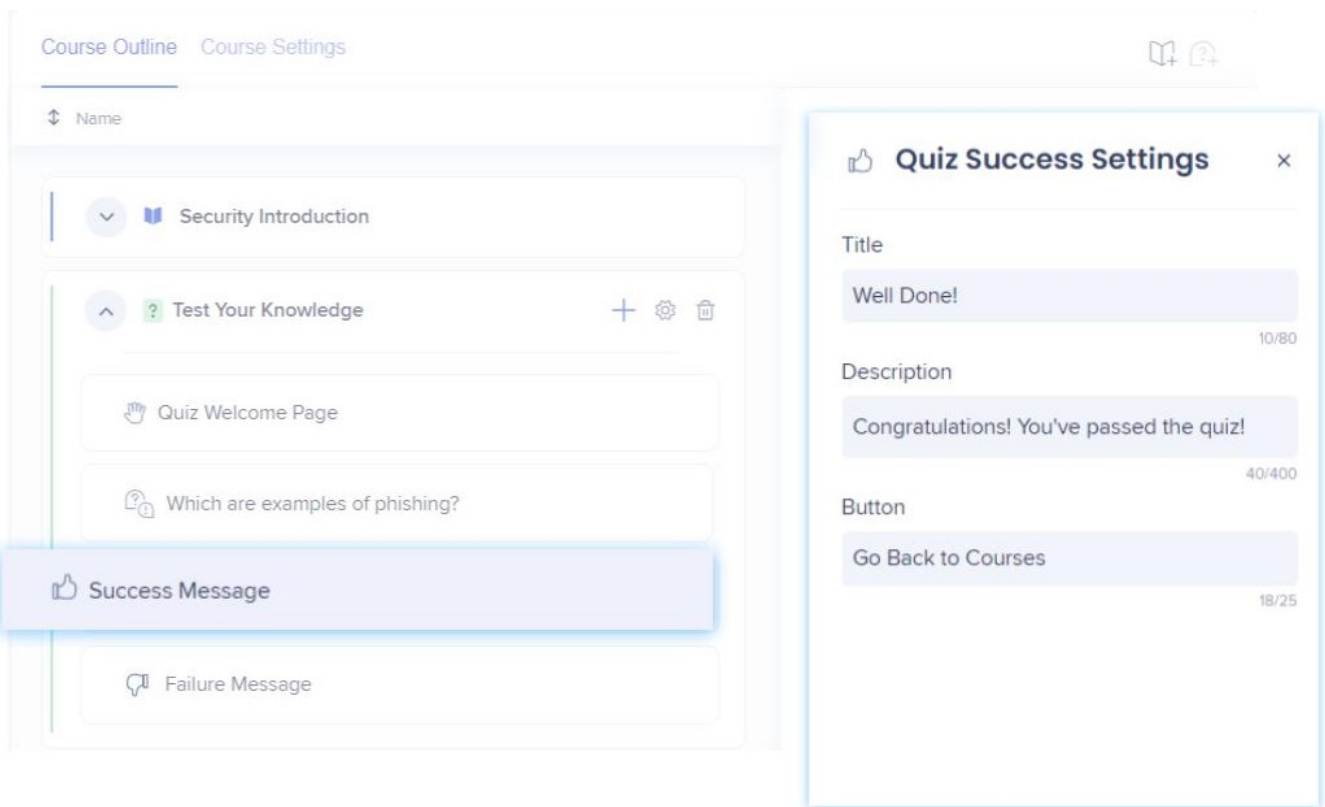 Course Outline Course Settings
Name
Security Introduction
? Test Your Knowledge
Quiz Welcome Page
Which are examples of phishing?
Success Message
Failure Message
Quiz Success Settings ×
Title
Well Done!
10/80
Description
Congratulations! You've passed the quiz!
40/400
Button
Go Back to Courses
18/25